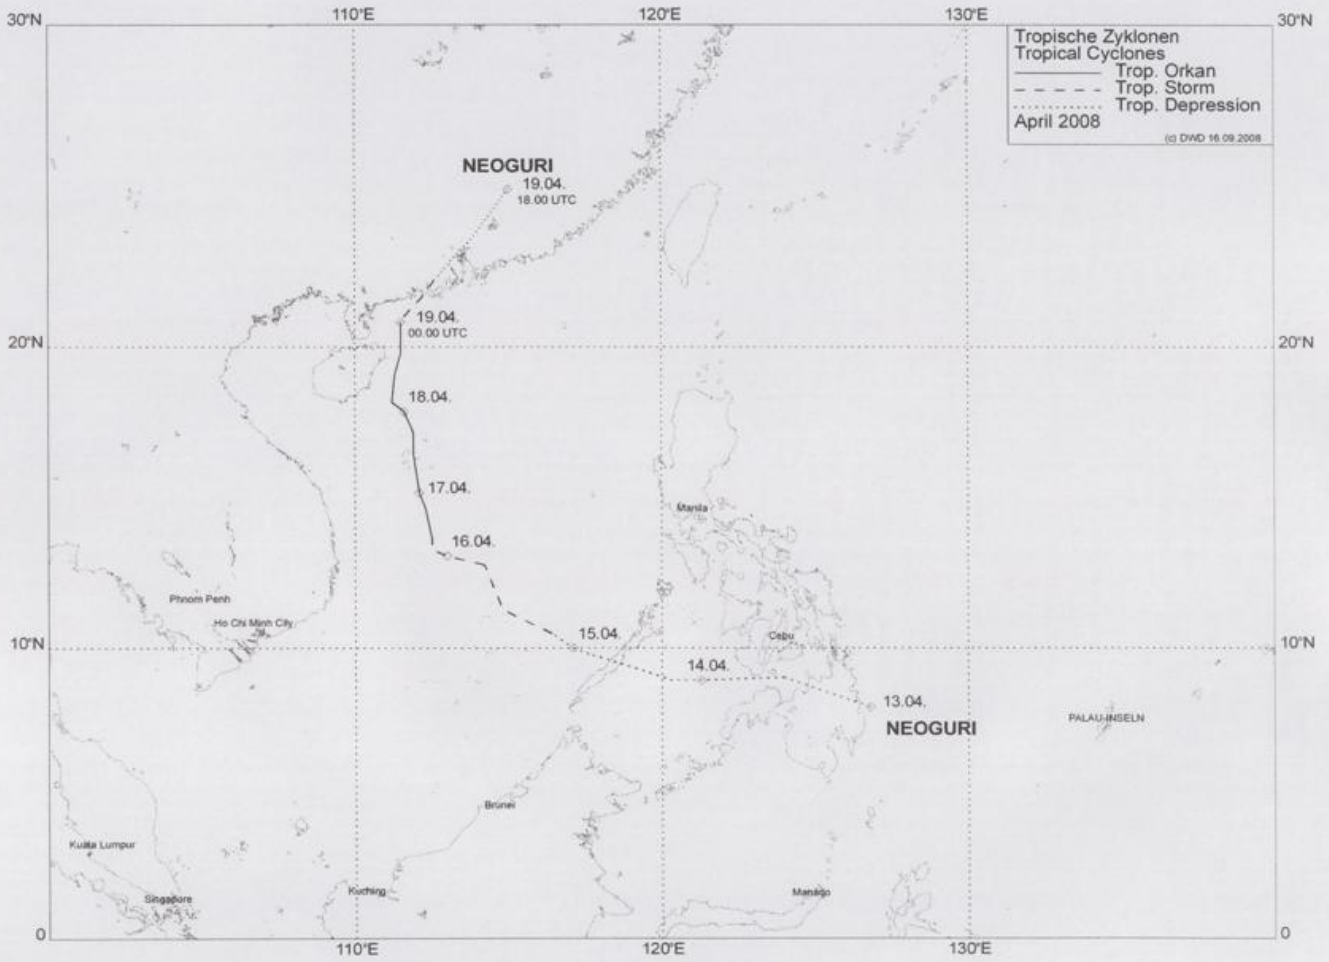 110°E 120°E 130°E
30°N 30°N
Tropische Zyklonen
Tropical Cyclones
Trop. Orkan
Trop. Storm
Trop. Depression
April 2008
(c) DWD 16.09.2008
NEOGURI
19.04.
18.00 UTC
19.04.
00.00 UTC
20°N 20°N
18.04.
17.04.
Manila
16.04.
Phnom Penh
Ho Chi Minh City
15.04.
Cebu
10°N 10°N
14.04.
13.04.
NEOGURI
PALAU-INSELN
Brunei
Kuala Lumpur
Kuching
Manado
Singapore
0 0
110°E 120°E 130°E